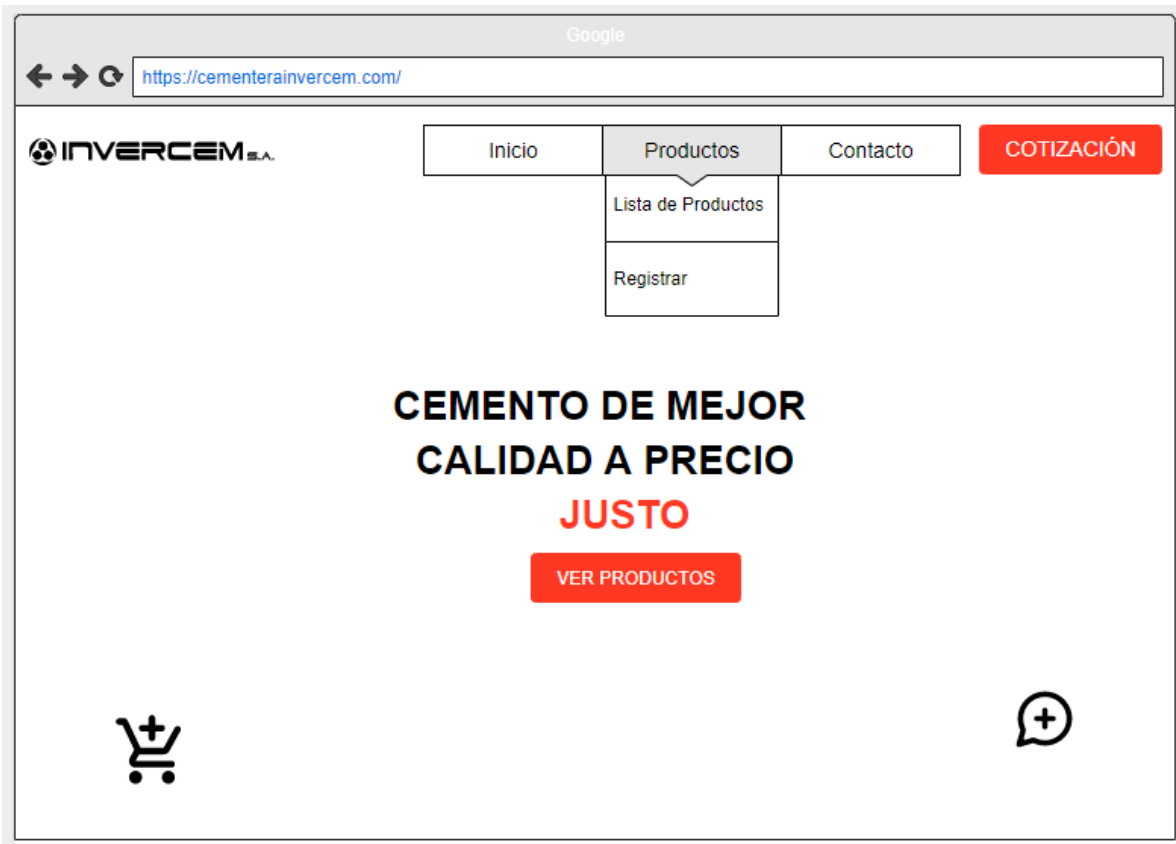 Google
https://cementerainvercem.com/
INVERCEM S.A.
Inicio
Productos
Contacto
COTIZACIÓN
Lista de Productos
Registrar
CEMENTO DE MEJOR
CALIDAD A PRECIO
JUSTO
VER PRODUCTOS